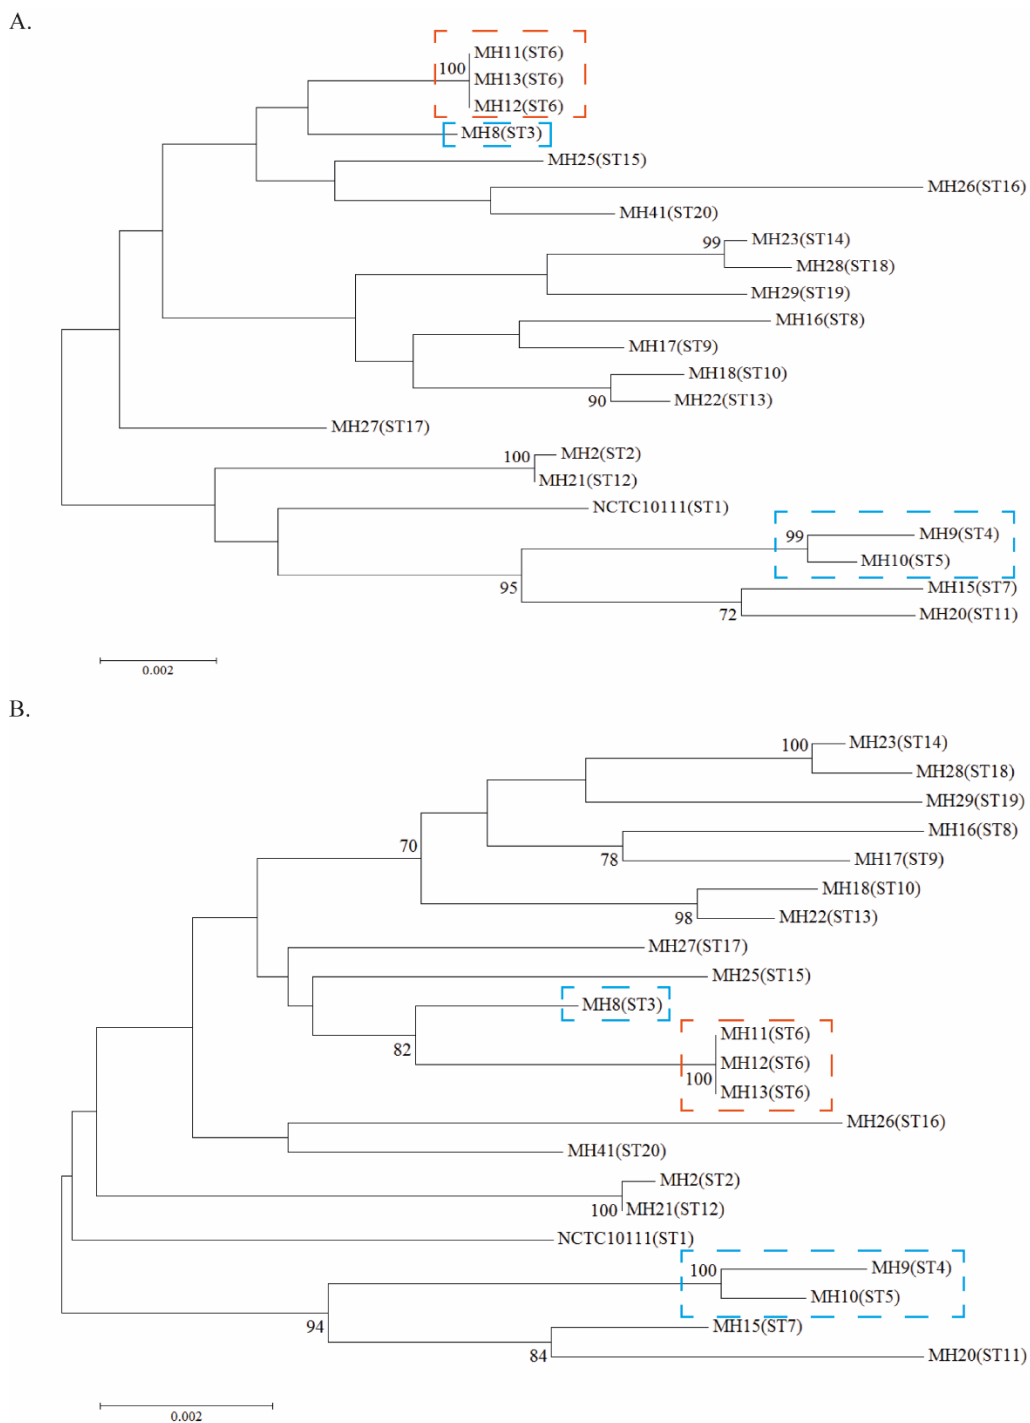 A.
MH11(ST6)
100
MH13(ST6)
MH12(ST6)
MH8(ST3)
MH25(ST15)
MH26(ST16)
MH41(ST20)
99
MH23(ST14)
MH28(ST18)
MH29(ST19)
MH16(ST8)
MH17(ST9)
MH18(ST10)
90
MH22(ST13)
MH27(ST17)
100
MH2(ST2)
MH21(ST12)
NCTC10111(ST1)
99
MH9(ST4)
MH10(ST5)
95
MH15(ST7)
72
MH20(ST11)
0.002
B.
100
MH23(ST14)
MH28(ST18)
MH29(ST19)
MH16(ST8)
70
78
MH17(ST9)
MH18(ST10)
98
MH22(ST13)
MH27(ST17)
MH25(ST15)
MH8(ST3)
MH11(ST6)
82
MH12(ST6)
100
MH13(ST6)
MH26(ST16)
MH41(ST20)
MH2(ST2)
100
MH21(ST12)
NCTC10111(ST1)
100
MH9(ST4)
MH10(ST5)
94
MH15(ST7)
84
MH20(ST11)
0.002